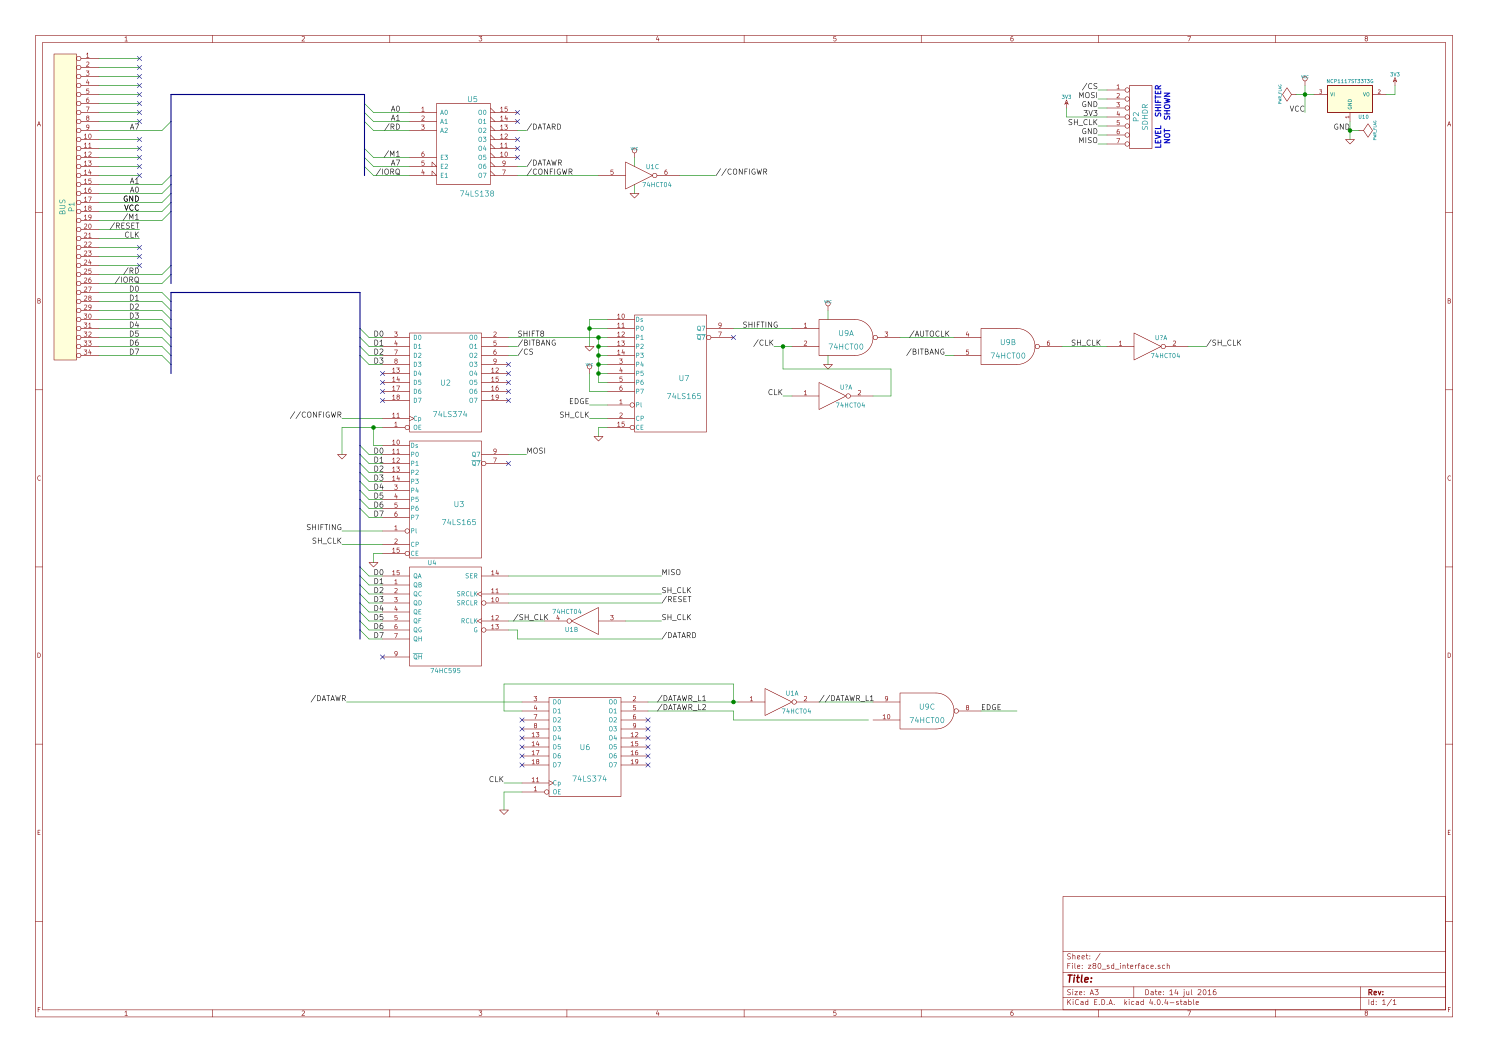 1 2 3 4 5 6 7 8
A B C D E F
BUS
P1
1
2
3
4
5
6
7
8
9 A7
10
11
12
13
14
15 A1
16 A0
17 GND
18 VCC
19 /M1
20 /RESET
21 CLK
22
23
24
25 /RD
26 /IORQ
27 D0
28 D1
29 D2
30 D3
31 D4
32 D5
33 D6
34 D7
U5
A0 1 A0 O0 15
A1 2 A1 O1 14
/RD 3 A2 O2 13 /DATARD
O3 12
O4 11
/M1 6 E3 O5 10
A7 5 E2 O6 9 /DATAWR
/IORQ 4 E1 O7 7 /CONFIGWR
74LS138
VCC
5 U1C 6 //CONFIGWR
74HCT04
/CS 1
MOSI 2
GND 3
3V3 4
SH_CLK 5
GND 6
MISO 7
3V3
P2
SDHDR
LEVEL SHIFTER
NOT SHOWN
NCP1117ST33T3G
VCC
PWR_FLAG
3 VI VO 2
GND
1
U10
3V3
VCC
GND
PWR_FLAG
D0 3 D0 O0 2 SHIFT8
D1 4 D1 O1 5 /BITBANG
D2 7 D2 O2 6 /CS
D3 8 D3 O3 9
13 D4 O4 12
14 D5 O5 15
17 D6 O6 16
18 D7 O7 19
U2
74LS374
//CONFIGWR 11 Cp
1 OE
10 Ds
D0 11 P0 Q7 9 MOSI
D1 12 P1 Q7 7
D2 13 P2
D3 14 P3
D4 3 P4
D5 4 P5
D6 5 P6
D7 6 P7
U3
74LS165
SHIFTING 1 Pl
SH_CLK 2 CP
15 CE
U4
D0 15 QA SER 14 MISO
D1 1 QB
D2 2 QC SRCLK 11 SH_CLK
D3 3 QD SRCLR 10 /RESET
D4 4 QE
D5 5 QF RCLK 12 /SH_CLK 4 3 SH_CLK
74HCT04
U1B
D6 6 QG G 13
D7 7 QH /DATARD
9 QH
74HC595
10 Ds
11 P0 Q7 9 SHIFTING
12 P1 Q7 7
13 P2
14 P3
3 P4
4 P5
5 P6
6 P7
VCC
U7
74LS165
EDGE 1 Pl
SH_CLK 2 CP
15 CE
VCC
1 U9A 3 /AUTOCLK
/CLK 2 74HCT00
CLK 1 U?A 2
74HCT04
4 U9B 6 SH_CLK
/BITBANG 5 74HCT00
1 U?A 2 /SH_CLK
74HCT04
/DATAWR 3 D0 O0 2 /DATAWR_L1
4 D1 O1 5 /DATAWR_L2
7 D2 O2 6
8 D3 O3 9
13 D4 O4 12
14 D5 O5 15
17 D6 O6 16
18 D7 O7 19
U6
74LS374
CLK 11 Cp
1 OE
1 U1A 2 //DATAWR_L1
74HCT04
9 U9C 8 EDGE
10 74HCT00
Sheet: /
File: z80_sd_interface.sch
Title:
Size: A3 Date: 14 jul 2016 Rev:
KiCad E.D.A. kicad 4.0.4-stable Id: 1/1
1 2 3 4 5 6 7 8
A B C D E F